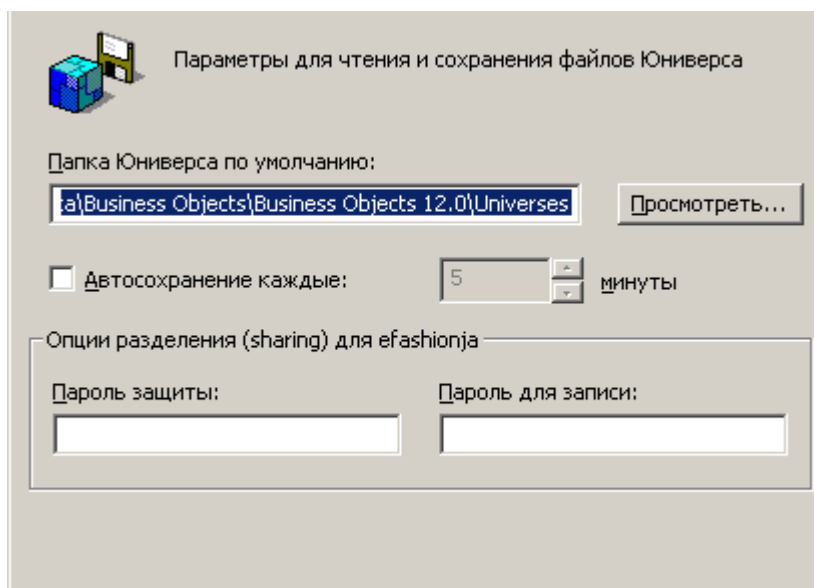 Параметры для чтения и сохранения файлов Юниверса
Папка Юниверса по умолчанию:
a\Business Objects\Business Objects 12.0\Universes
Просмотреть...
Автосохранение каждые:
5
минуты
Опции разделения (sharing) для efashionja
Пароль защиты:
Пароль для записи: